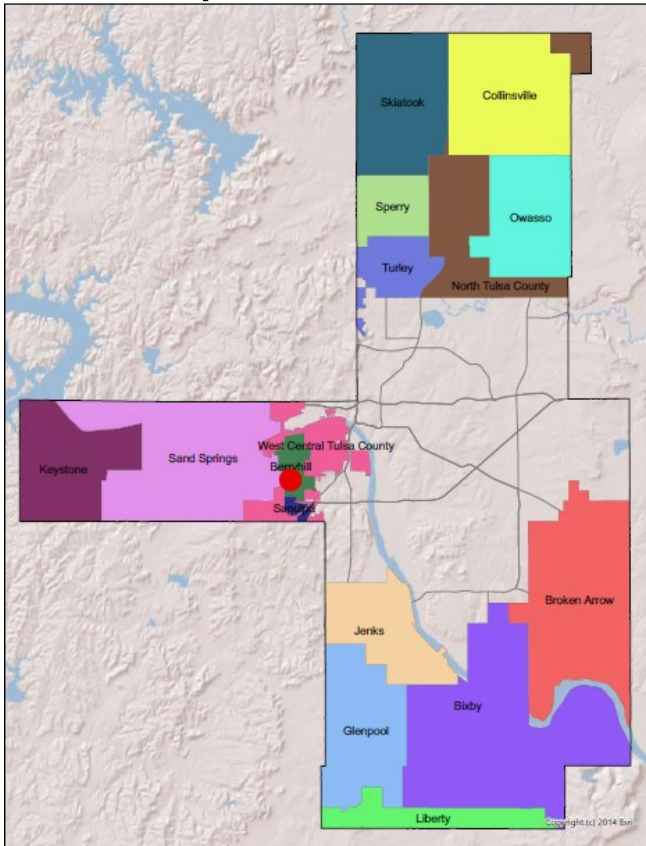 Skiatook
Collinsville
Sperry
Owasso
Turley
North Tulsa County
West Central Tulsa County
Keystone
Sand Springs
Berryhill
Sapulpa
Broken Arrow
Jenks
Bixby
Glenpool
Liberty
Copyright:(c) 2014 Esri